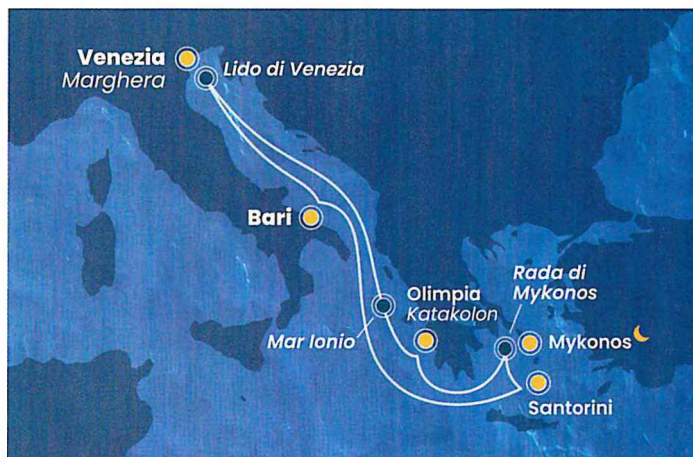 Venezia
Marghera
Lido di Venezia
Bari
Olimpia
Katakolon
Mar Ionio
Rada di
Mykonos
Mykonos
Santorini